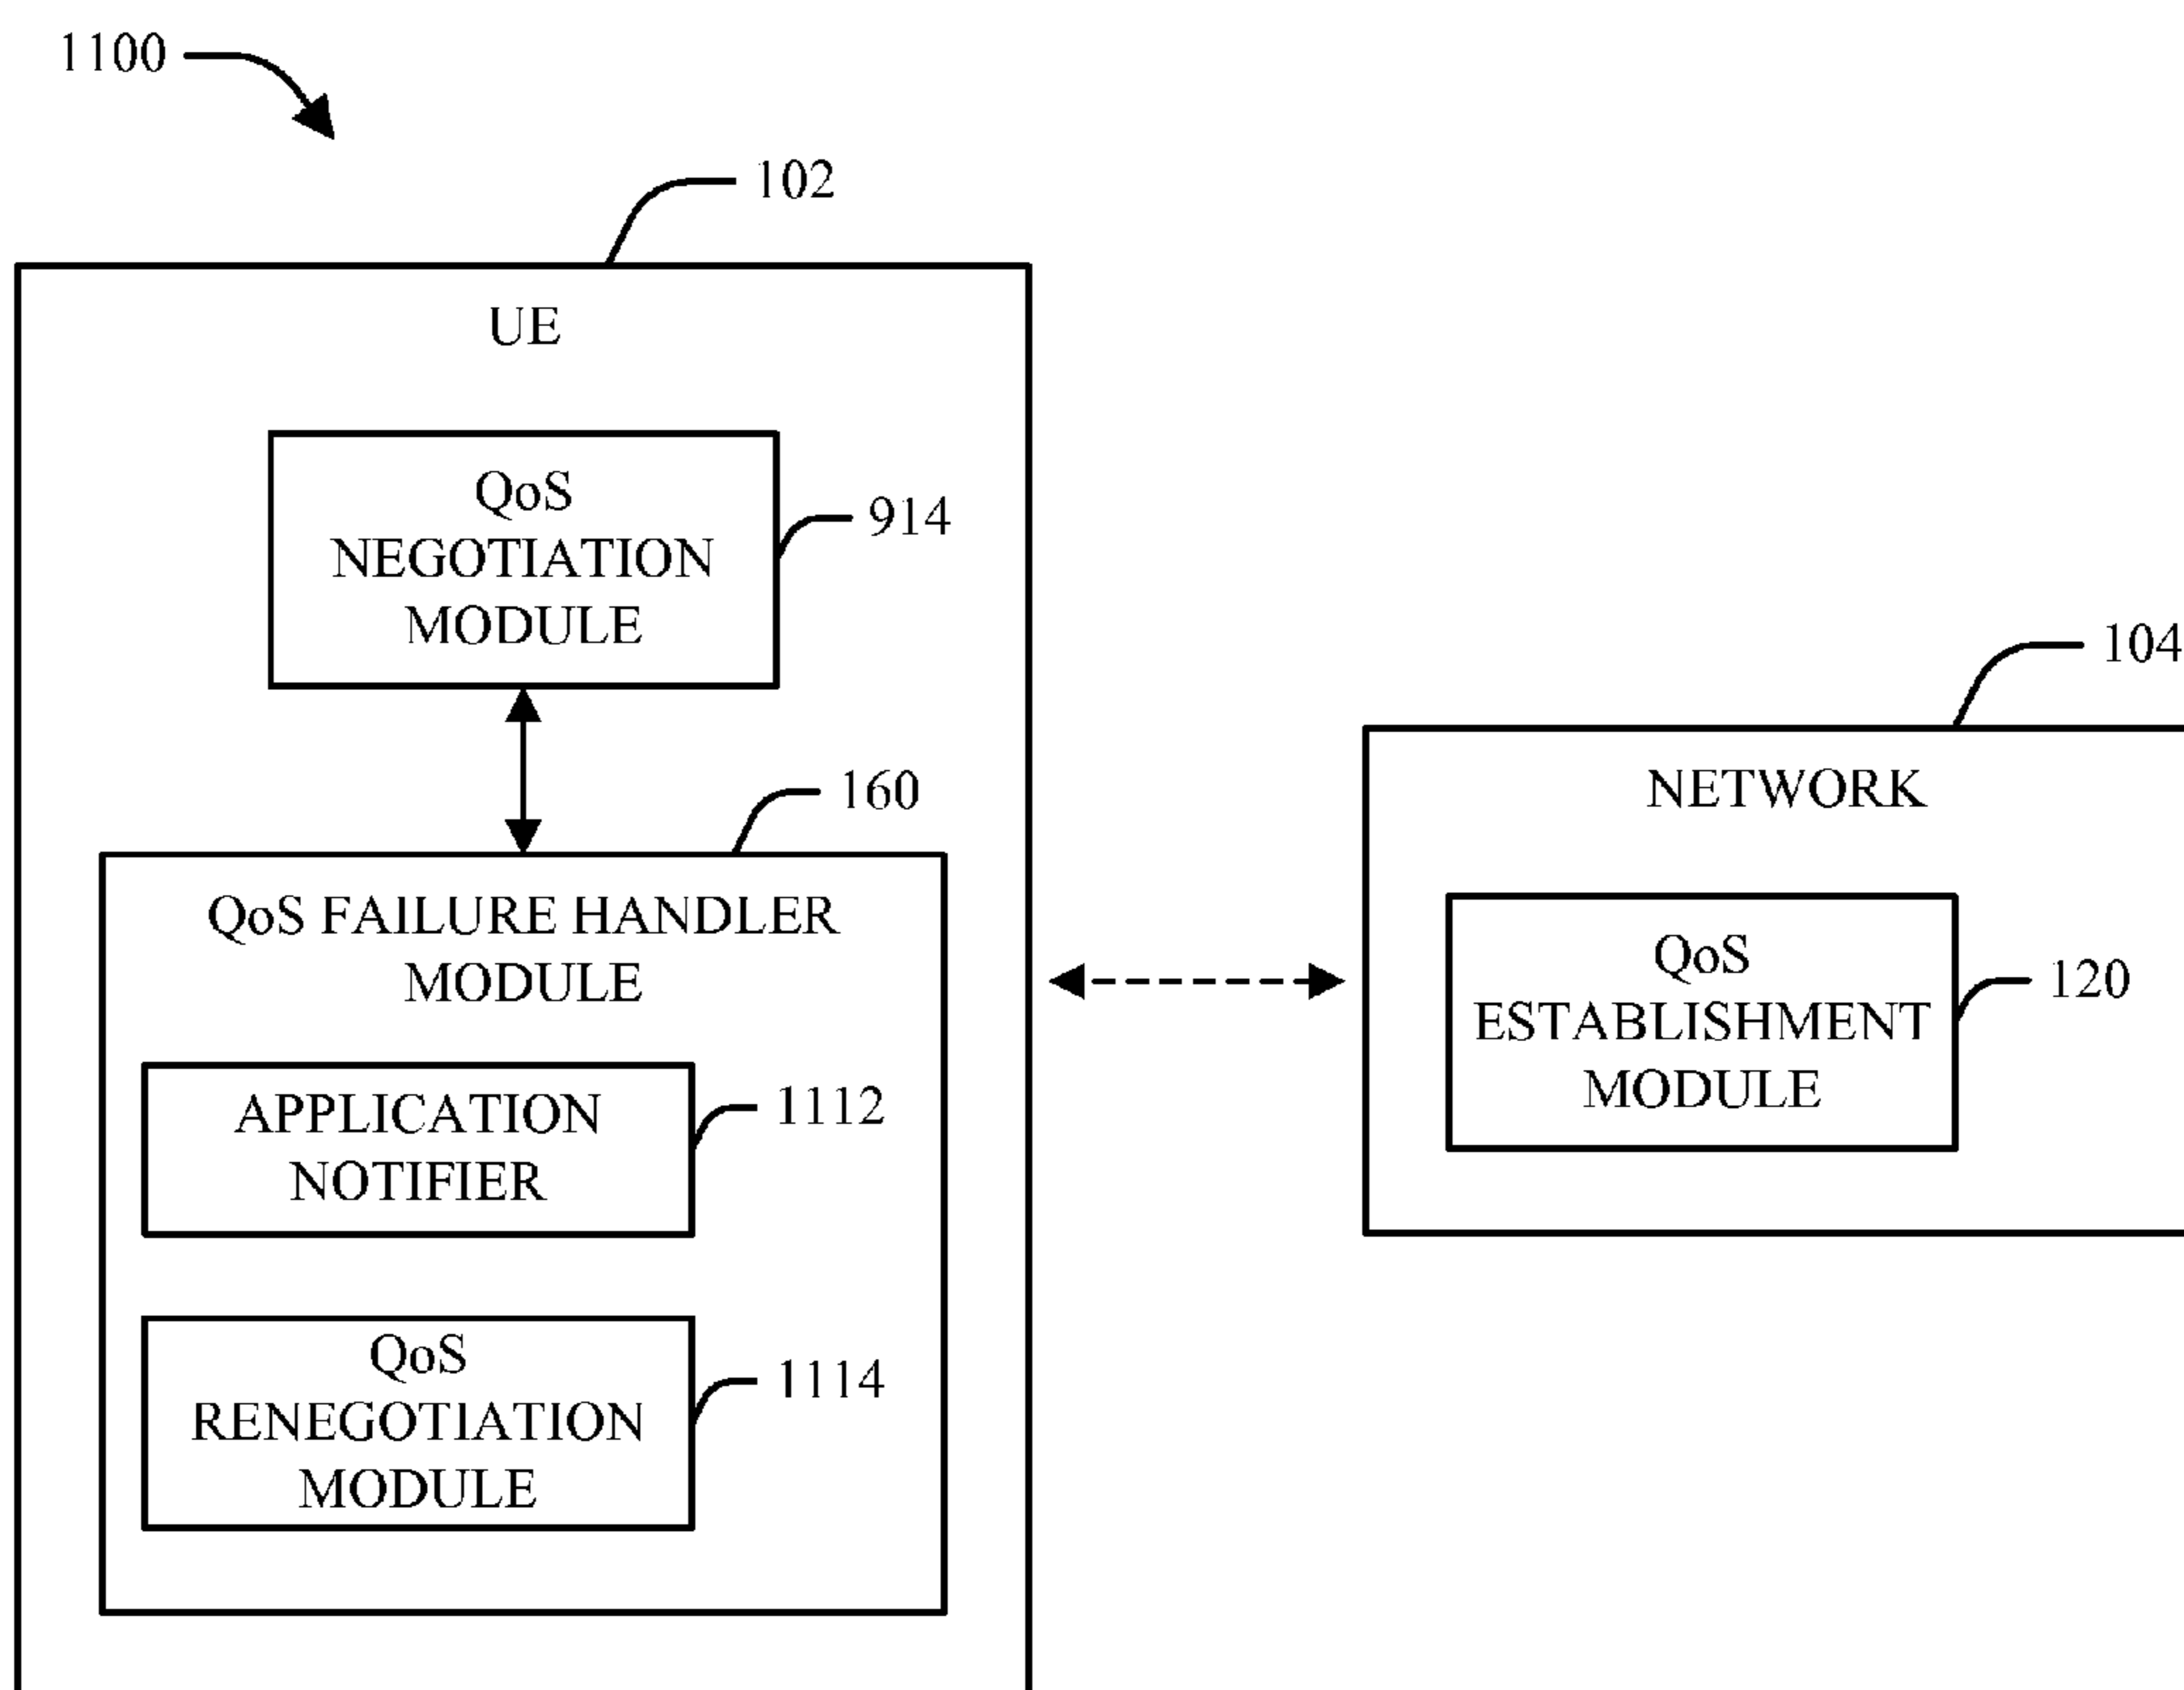 1100
102
UE
QoS
NEGOTIATION
MODULE
914
160
QoS FAILURE HANDLER
MODULE
APPLICATION
NOTIFIER
1112
QoS
RENEGOTIATION
MODULE
1114
104
NETWORK
QoS
ESTABLISHMENT
MODULE
120